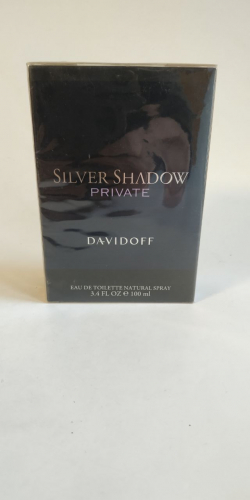 SILVER SHADOW
PRIVATE
DAVIDOFF
EAU DE TOILETTE NATURAL SPRAY
3.4 FL OZ ℮ 100 ml